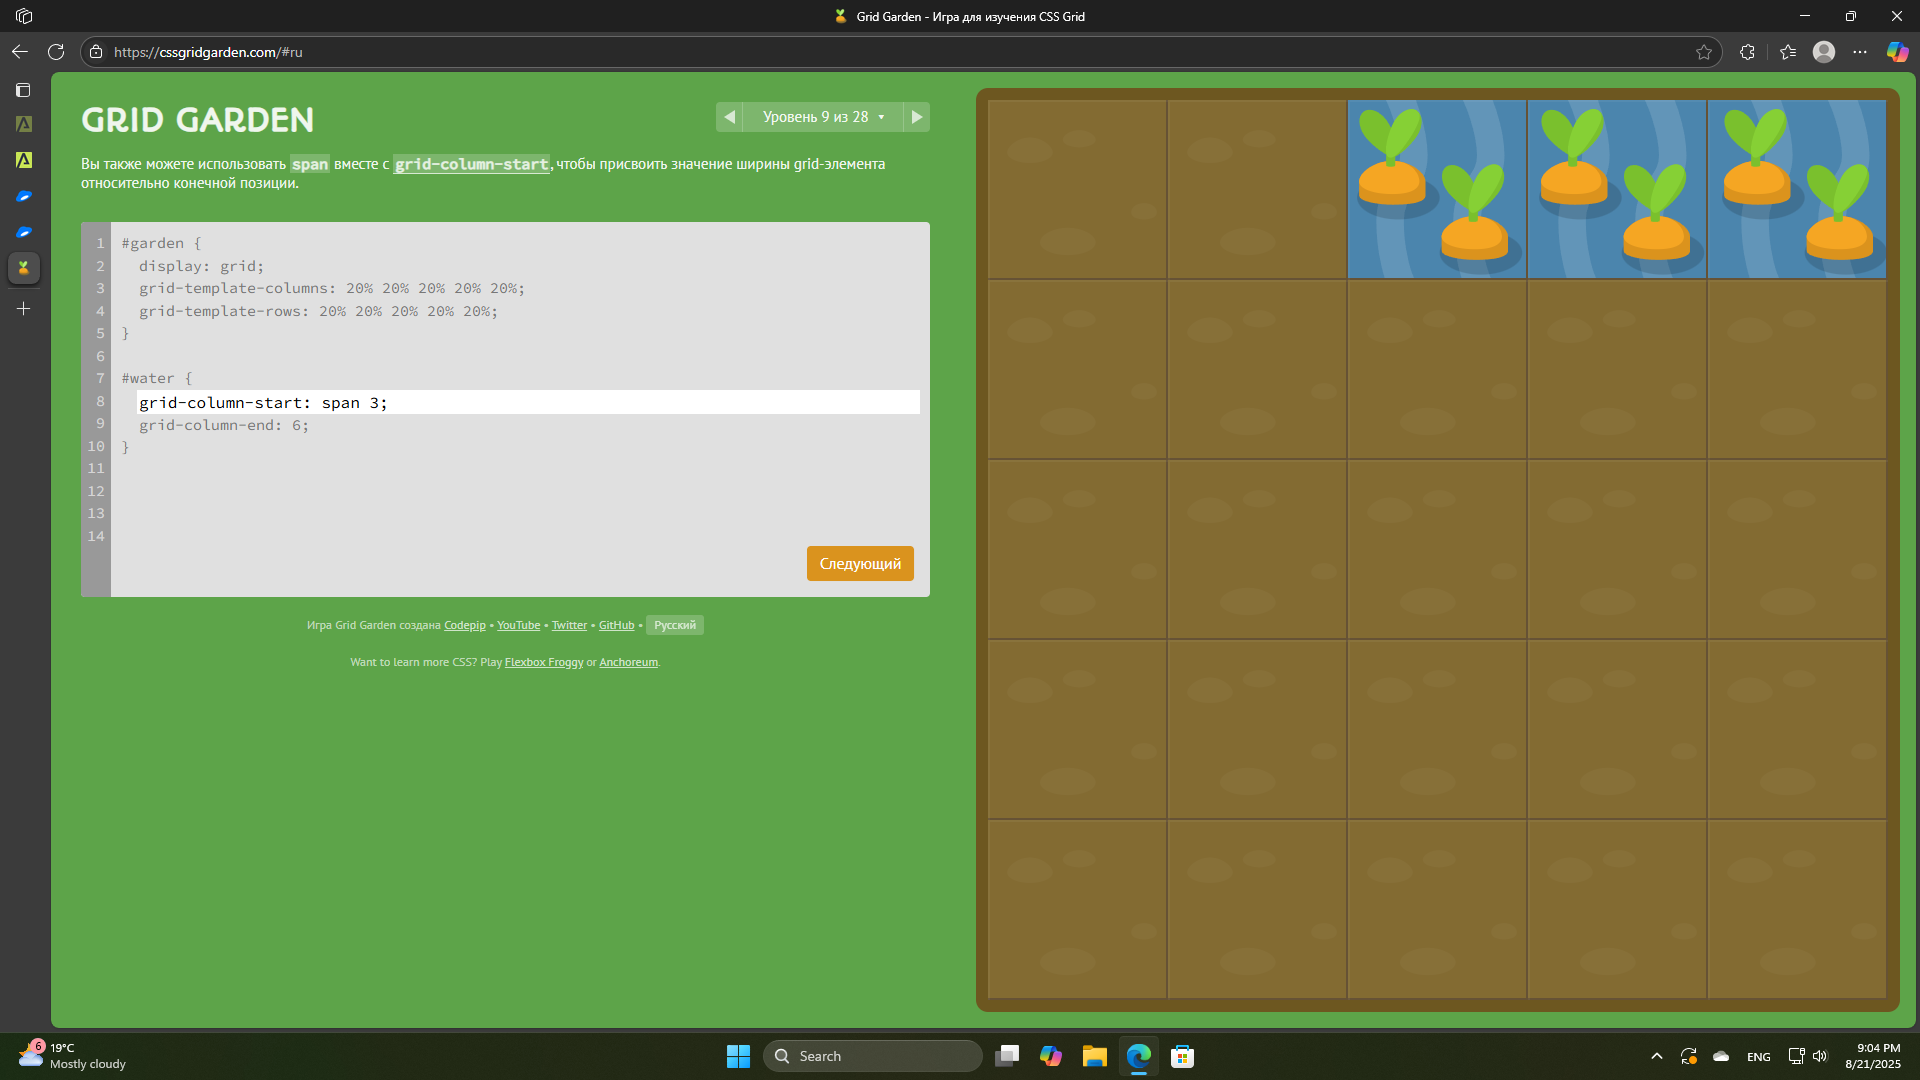 Grid Garden - Игра для изучения CSS Grid
https://cssgridgarden.com/#ru
GRID GARDEN
Уровень 9 из 28
Вы также можете использовать span вместе с grid-column-start, чтобы присвоить значение ширины grid-элемента
относительно конечной позиции.
1 #garden {
2 display: grid;
3 grid-template-columns: 20% 20% 20% 20% 20%;
4 grid-template-rows: 20% 20% 20% 20% 20%;
5 }
6
7 #water {
8 grid-column-start: span 3;
9 grid-column-end: 6;
10 }
11
12
13
14
Следующий
Игра Grid Garden создана Codepip • YouTube • Twitter • GitHub • Русский
Want to learn more CSS? Play Flexbox Froggy or Anchoreum.
6
19°C
Mostly cloudy
Search
ENG
9:04 PM
8/21/2025